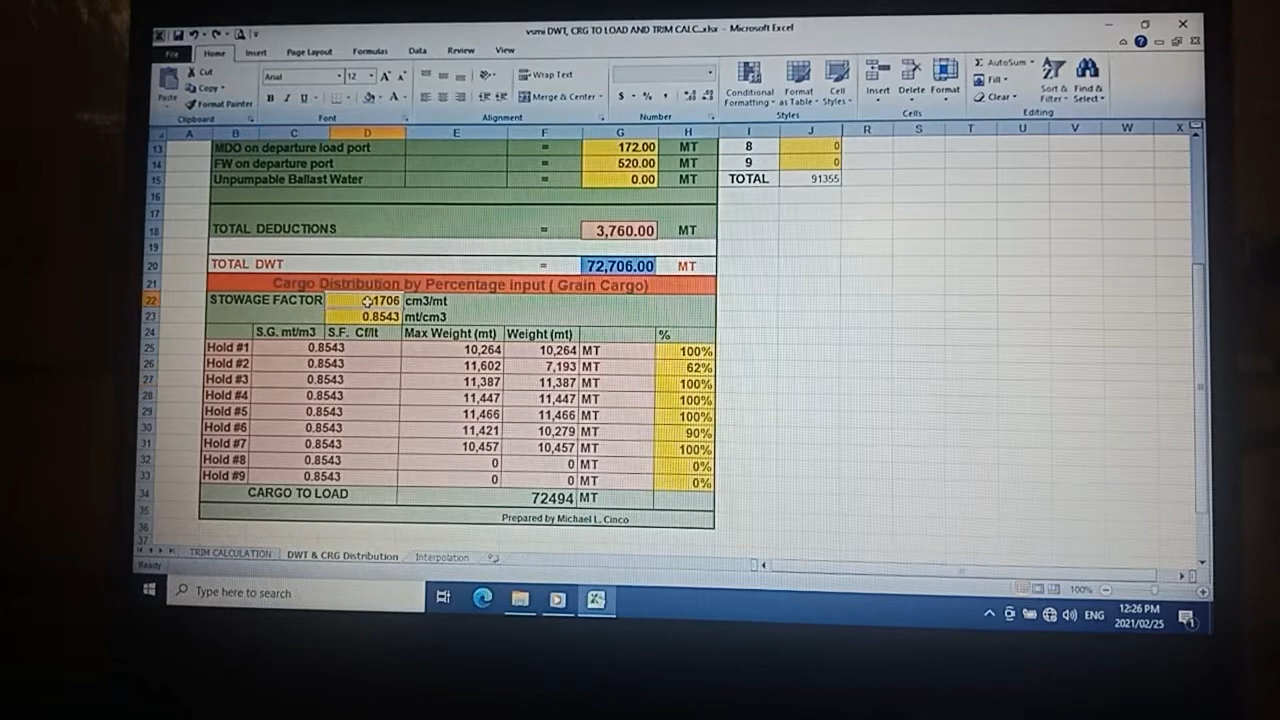 vsmi DWT, CRG TO LOAD AND TRIM CALC..xlsx - Microsoft Excel
File Home Insert Page Layout Formulas Data Review View
Cut
Copy
Format Painter
Paste
Clipboard
Arial 12
B I U
Font
Wrap Text
Merge & Center
Alignment
$ % ,
Number
Conditional Formatting
Format as Table
Cell Styles
Styles
Insert Delete Format
Cells
AutoSum
Fill
Clear
Sort & Filter
Find & Select
Editing
A B C D E F G H I J R S T U V W X
13 MDO on departure load port = 172.00 MT 8 0
14 FW on departure port = 520.00 MT 9 0
15 Unpumpable Ballast Water = 0.00 MT TOTAL 91355
16
17
18 TOTAL DEDUCTIONS = 3,760.00 MT
19
20 TOTAL DWT = 72,706.00 MT
21 Cargo Distribution by Percentage input ( Grain Cargo)
22 STOWAGE FACTOR 1706 cm3/mt
23 0.8543 mt/cm3
24 S.G. mt/m3 S.F. Cf/lt Max Weight (mt) Weight (mt) %
25 Hold #1 0.8543 10,264 10,264 MT 100%
26 Hold #2 0.8543 11,602 7,193 MT 62%
27 Hold #3 0.8543 11,387 11,387 MT 100%
28 Hold #4 0.8543 11,447 11,447 MT 100%
29 Hold #5 0.8543 11,466 11,466 MT 100%
30 Hold #6 0.8543 11,421 10,279 MT 90%
31 Hold #7 0.8543 10,457 10,457 MT 100%
32 Hold #8 0.8543 0 0 MT 0%
33 Hold #9 0.8543 0 0 MT 0%
34 CARGO TO LOAD 72494 MT
35 Prepared by Michael L. Cinco
36
37
TRIM CALCULATION DWT & CRG Distribution Interpolation
Ready 100%
Type here to search
ENG
12:26 PM
2021/02/25